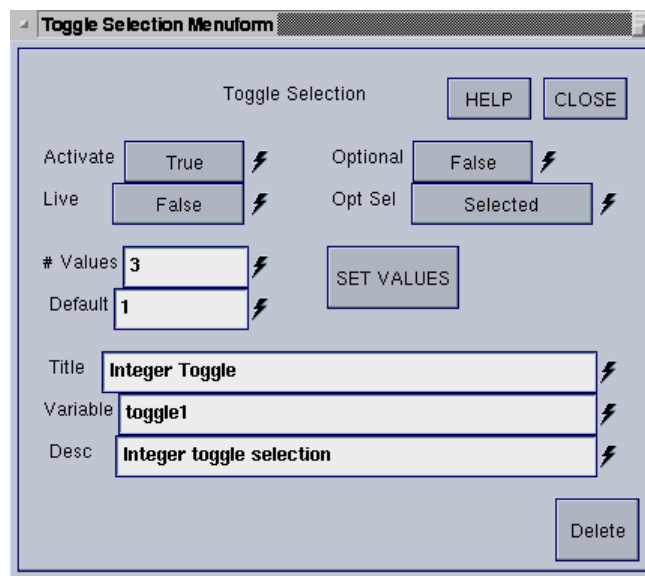 Toggle Selection Menuform
Toggle Selection HELP CLOSE
Activate True Optional False
Live False Opt Sel Selected
# Values 3 SET VALUES
Default 1
Title Integer Toggle
Variable toggle1
Desc Integer toggle selection
Delete